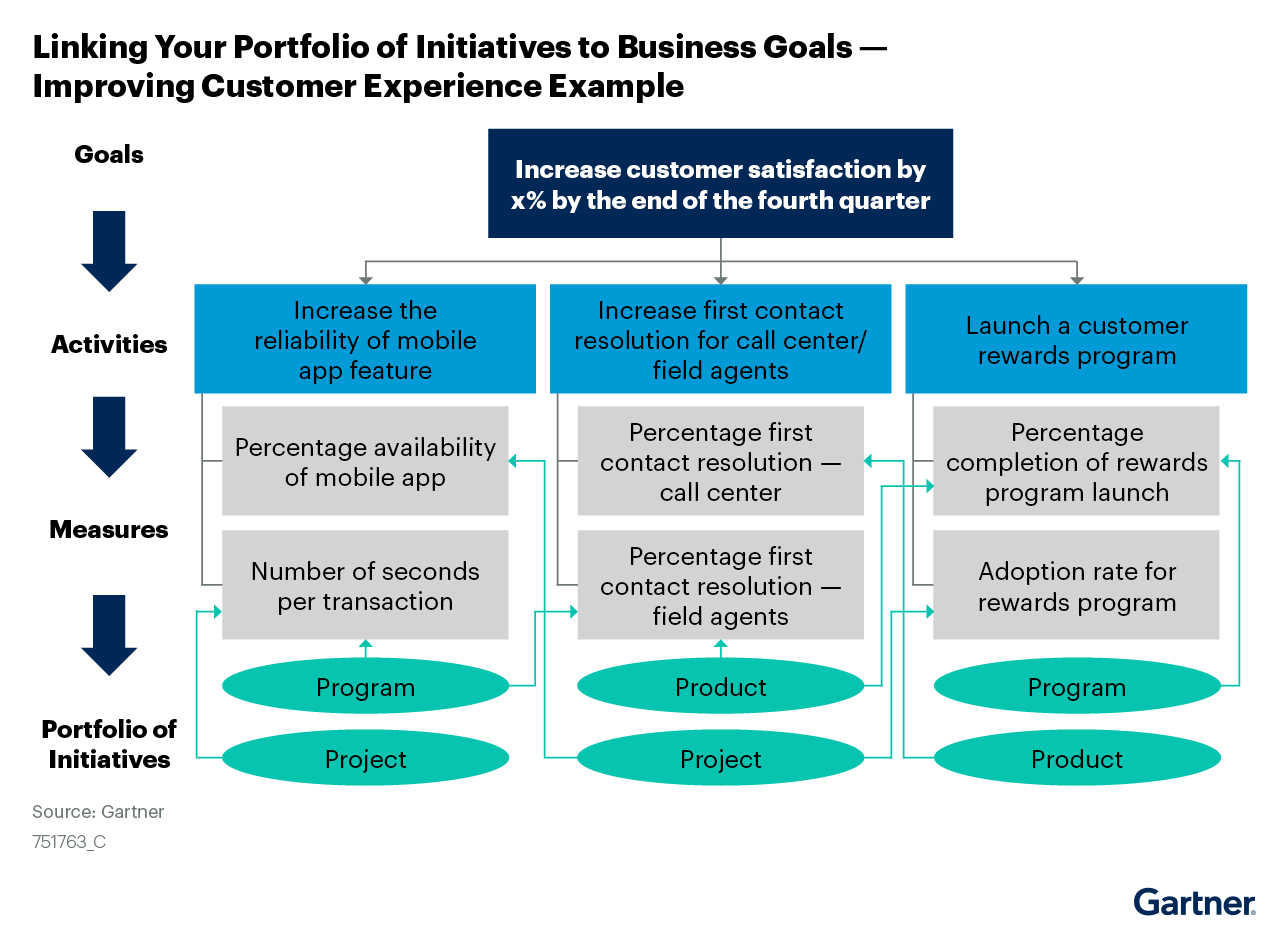 Linking Your Portfolio of Initiatives to Business Goals —
Improving Customer Experience Example
Goals
Increase customer satisfaction by
x% by the end of the fourth quarter
Activities
Increase the
reliability of mobile
app feature
Increase first contact
resolution for call center/
field agents
Launch a customer
rewards program
Measures
Percentage availability
of mobile app
Percentage first
contact resolution —
call center
Percentage
completion of rewards
program launch
Number of seconds
per transaction
Percentage first
contact resolution —
field agents
Adoption rate for
rewards program
Portfolio of
Initiatives
Program
Product
Program
Project
Project
Product
Source: Gartner
751763_C
Gartner®